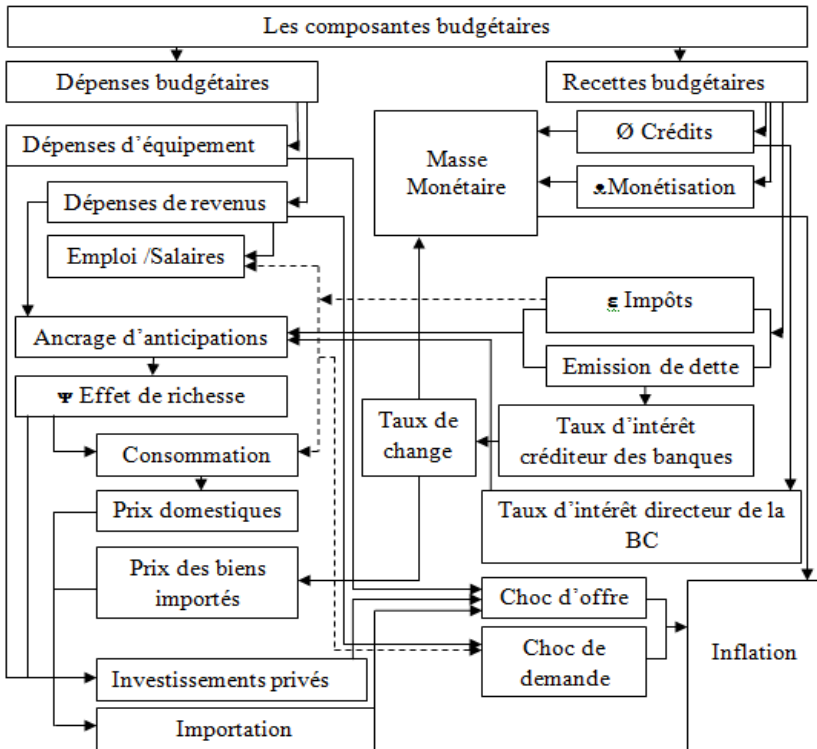 Les composantes budgétaires
Dépenses budgétaires
Recettes budgétaires
Dépenses d'équipement
Masse
Monétaire
Ø Crédits
ᴥMonétisation
Dépenses de revenus
Emploi /Salaires
ε Impôts
Ancrage d'anticipations
Emission de dette
Ψ Effet de richesse
Taux de
change
Taux d'intérêt
créditeur des banques
Consommation
Prix domestiques
Taux d'intérêt directeur de la
BC
Prix des biens
importés
Choc d'offre
Choc de
demande
Inflation
Investissements privés
Importation